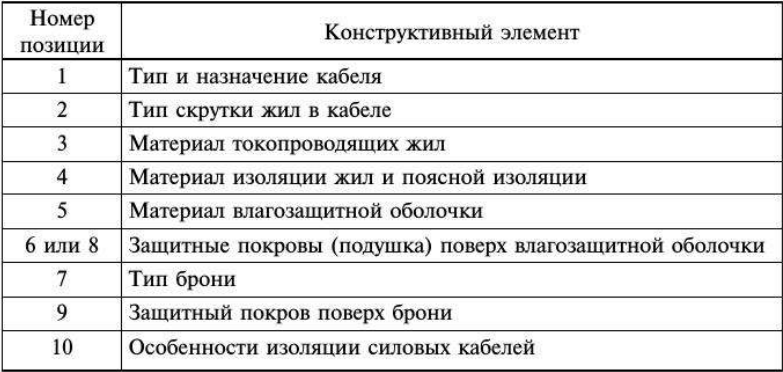 Номер позиции Конструктивный элемент
1 Тип и назначение кабеля
2 Тип скрутки жил в кабеле
3 Материал токопроводящих жил
4 Материал изоляции жил и поясной изоляции
5 Материал влагозащитной оболочки
6 или 8 Защитные покровы (подушка) поверх влагозащитной оболочки
7 Тип брони
9 Защитный покров поверх брони
10 Особенности изоляции силовых кабелей